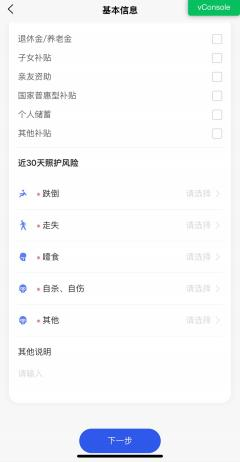 基本信息
vConsole
退休金/养老金
子女补贴
亲友资助
国家普惠型补贴
个人储蓄
其他补贴
近30天照护风险
跌倒 请选择
走失 请选择
噎食 请选择
自杀、自伤 请选择
其他 请选择
其他说明
请输入
下一步